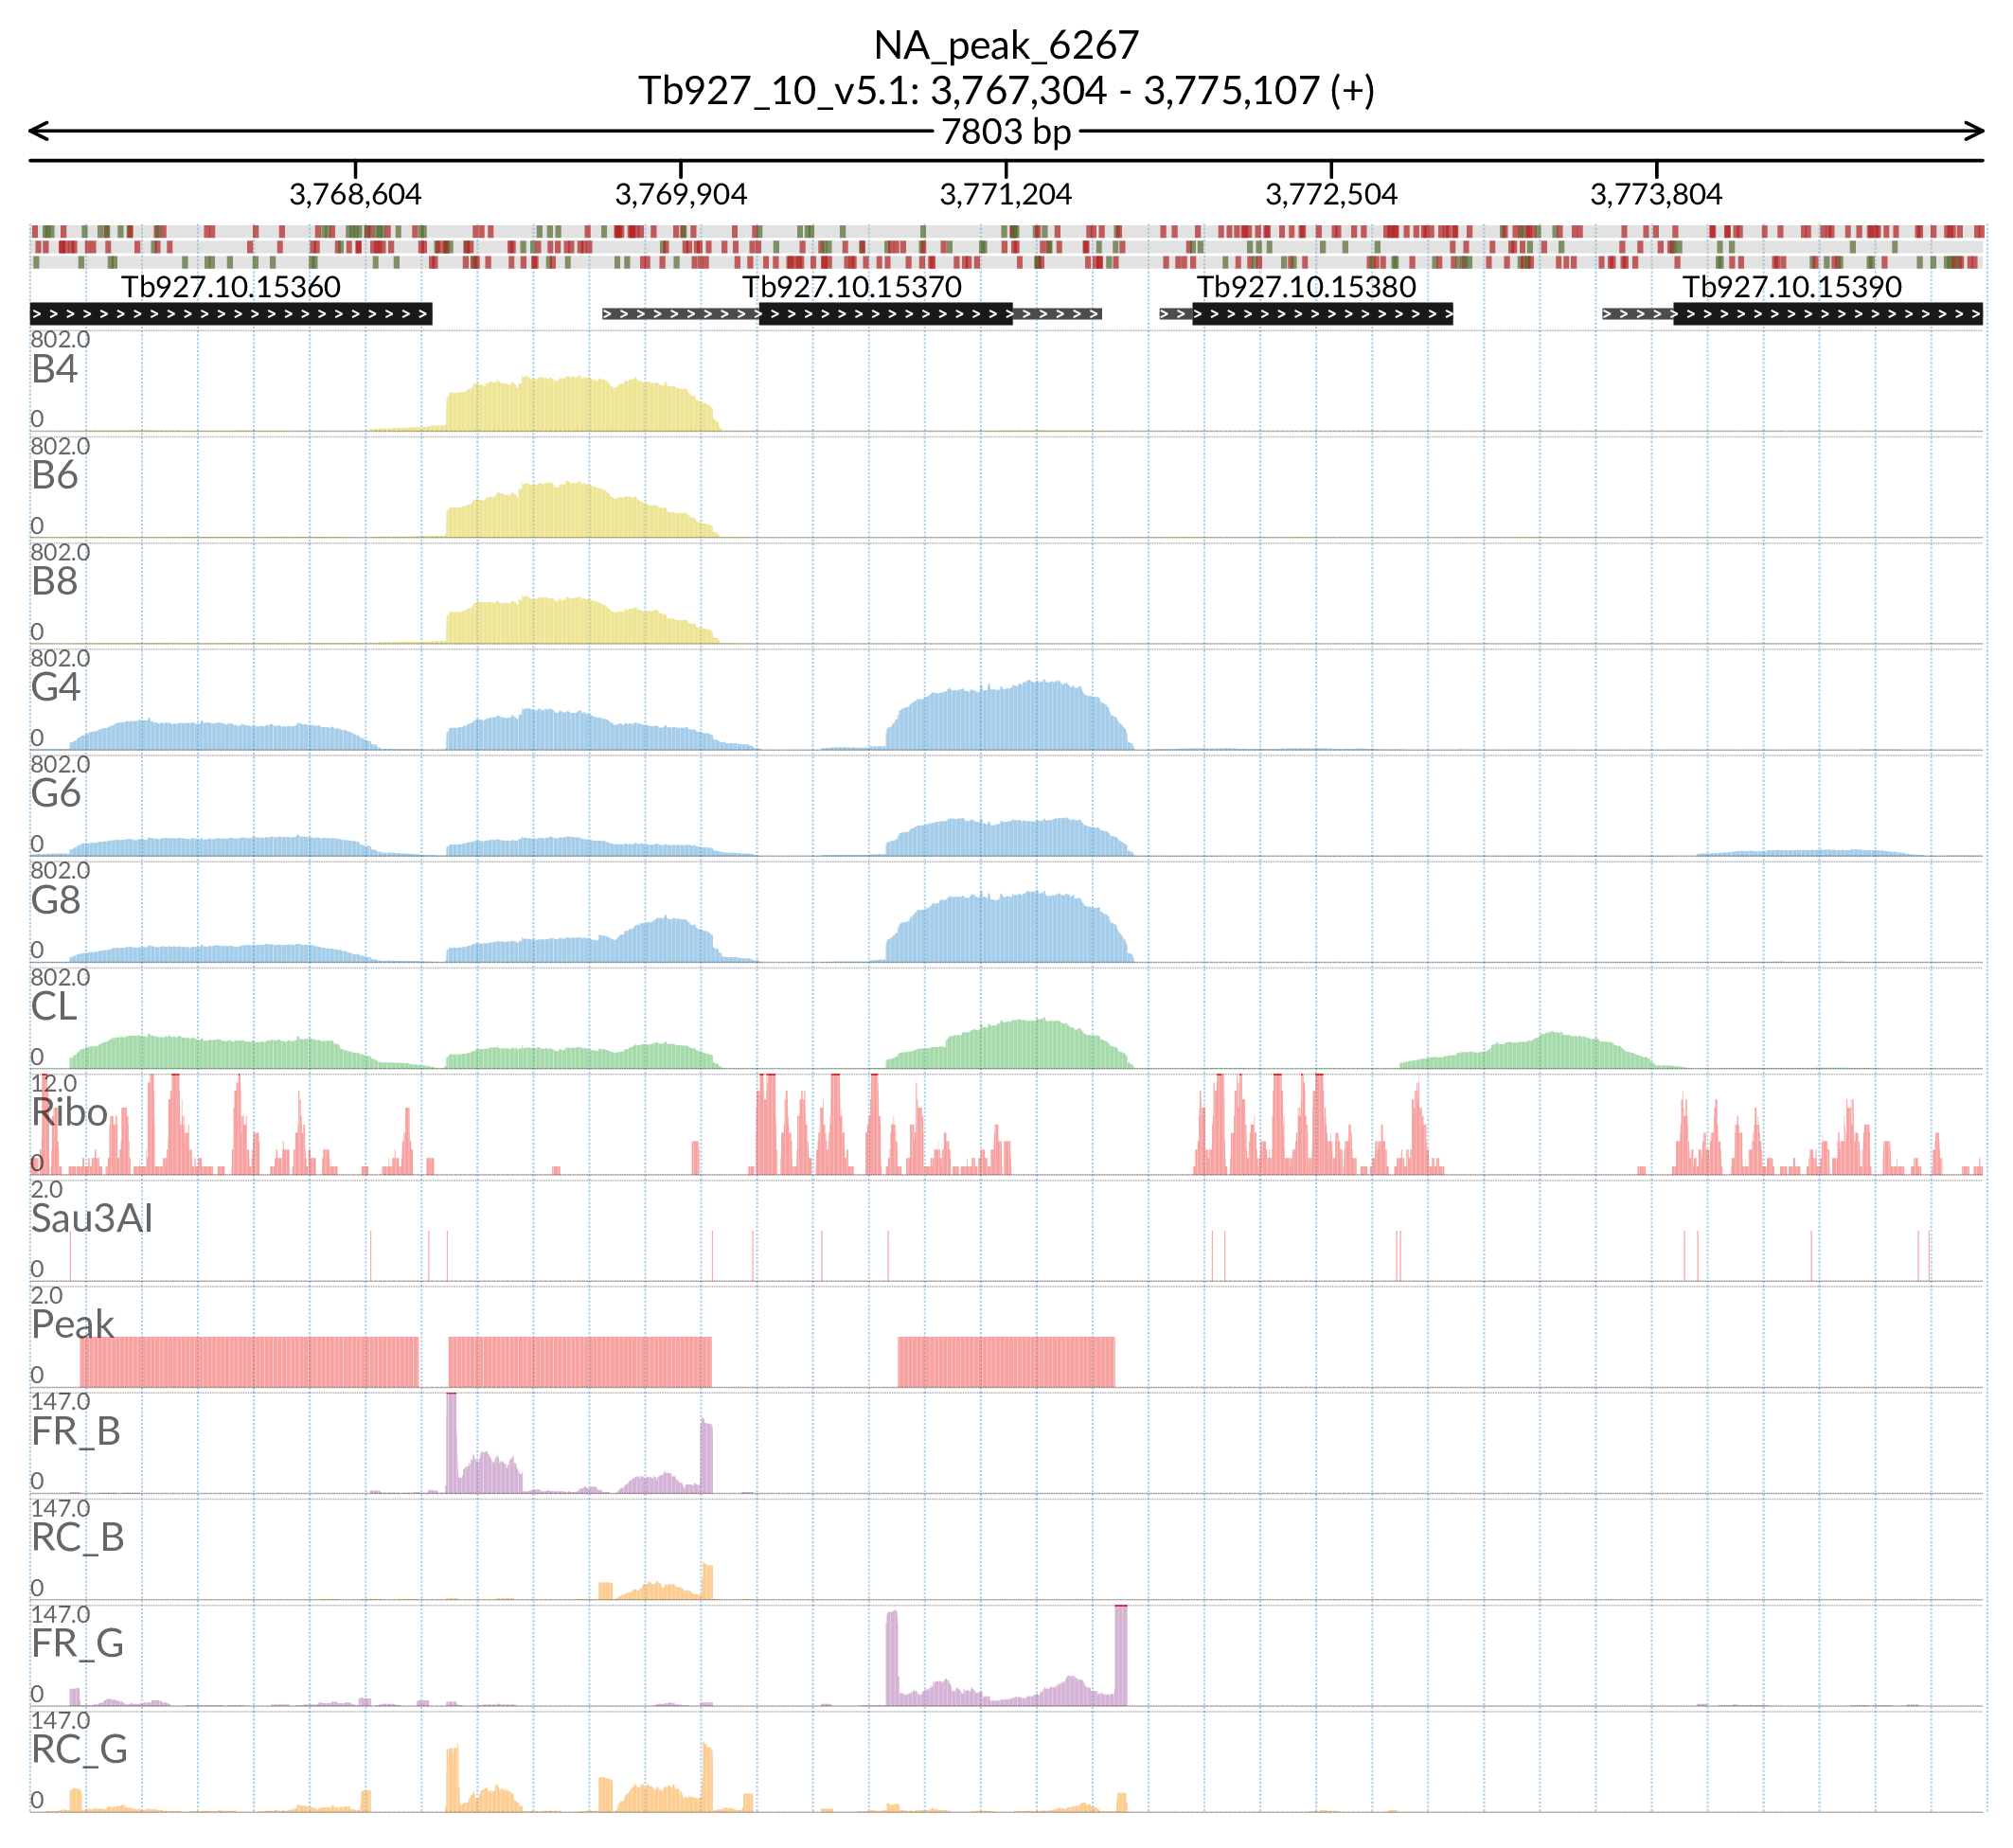 NA_peak_6267
Tb927_10_v5.1: 3,767,304 - 3,775,107 (+)
7803 bp
3,768,604 3,769,904 3,771,204 3,772,504 3,773,804
Tb927.10.15360 Tb927.10.15370 Tb927.10.15380 Tb927.10.15390
802.0
B4
0
802.0
B6
0
802.0
B8
0
802.0
G4
0
802.0
G6
0
802.0
G8
0
802.0
CL
0
12.0
Ribo
0
2.0
Sau3AI
0
2.0
Peak
0
147.0
FR_B
0
147.0
RC_B
0
147.0
FR_G
0
147.0
RC_G
0